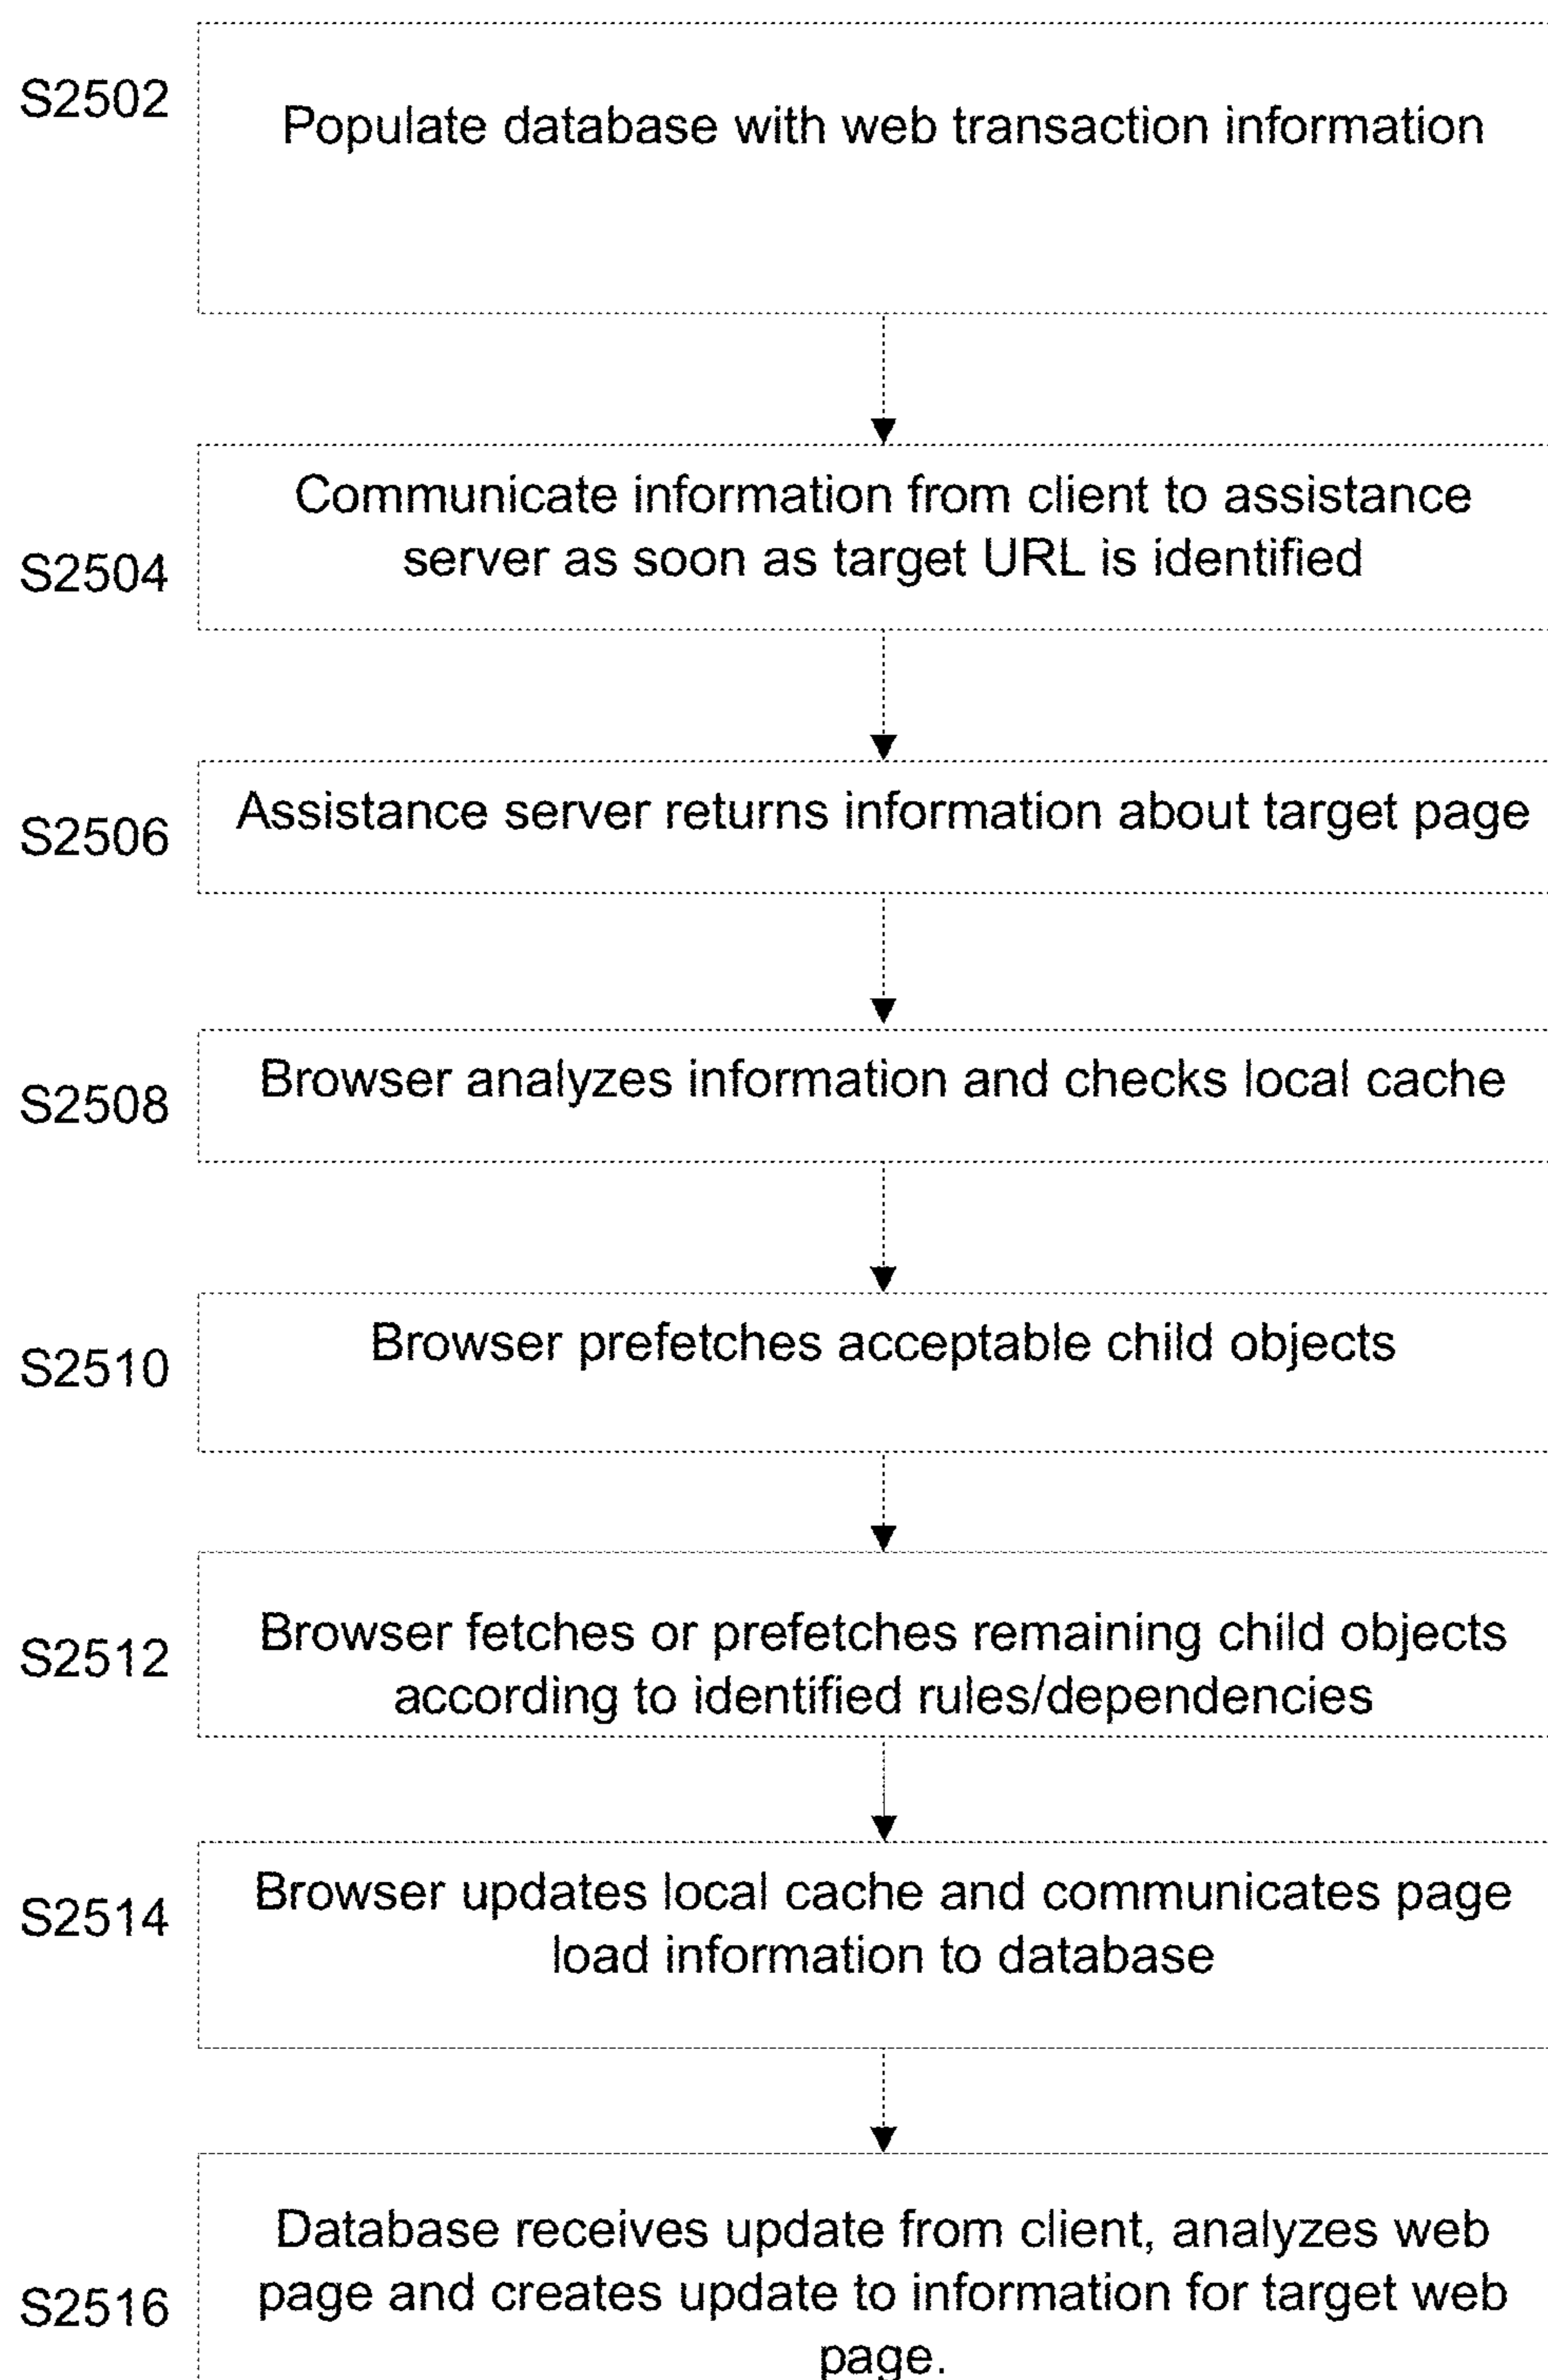 S2502
Populate database with web transaction information
Communicate information from client to assistance
server as soon as target URL is identified
S2504
Assistance server returns information about target page
S2506
Browser analyzes information and checks local cache
S2508
Browser prefetches acceptable child objects
S2510
Browser fetches or prefetches remaining child objects
S2512
according to identified rules/dependencies
Browser updates local cache and communicates page
S2514
load information to database
Database receives update from client, analyzes web
page and creates update to information for target web
S2516
page.